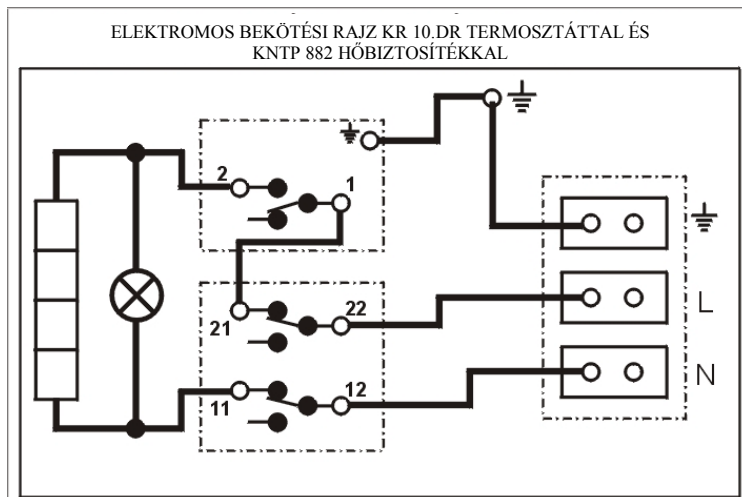 ELEKTROMOS BEKÖTÉSI RAJZ KR 10.DR TERMOSZTÁTTAL ÉS
KNTP 882 HŐBIZTOSÍTÉKKAL
2
1
21
22
L
11
12
N